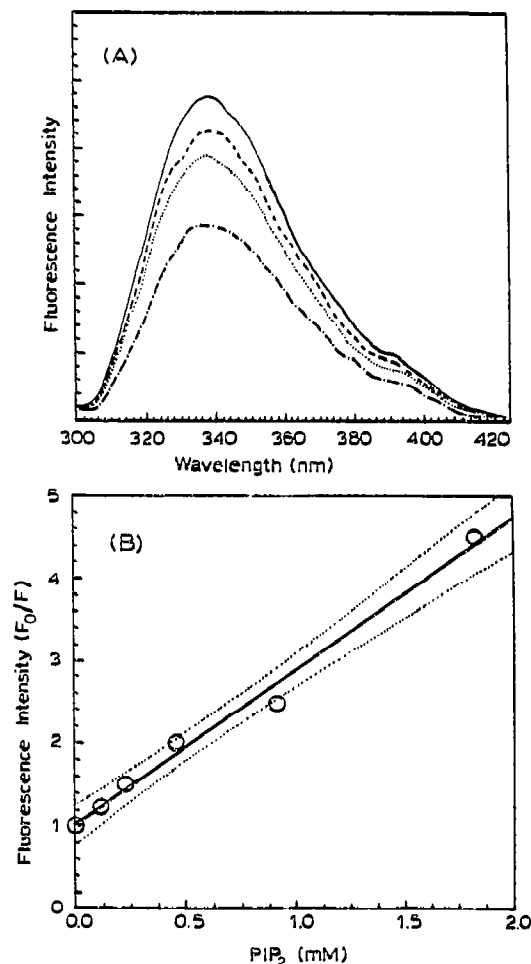 (A)
Fluorescence Intensity
300 320 340 360 380 400 420
Wavelength (nm)
(B)
Fluorescence Intensity (F₀/F)
5
4
3
2
1
0
0.0 0.5 1.0 1.5 2.0
PIP₂ (mM)